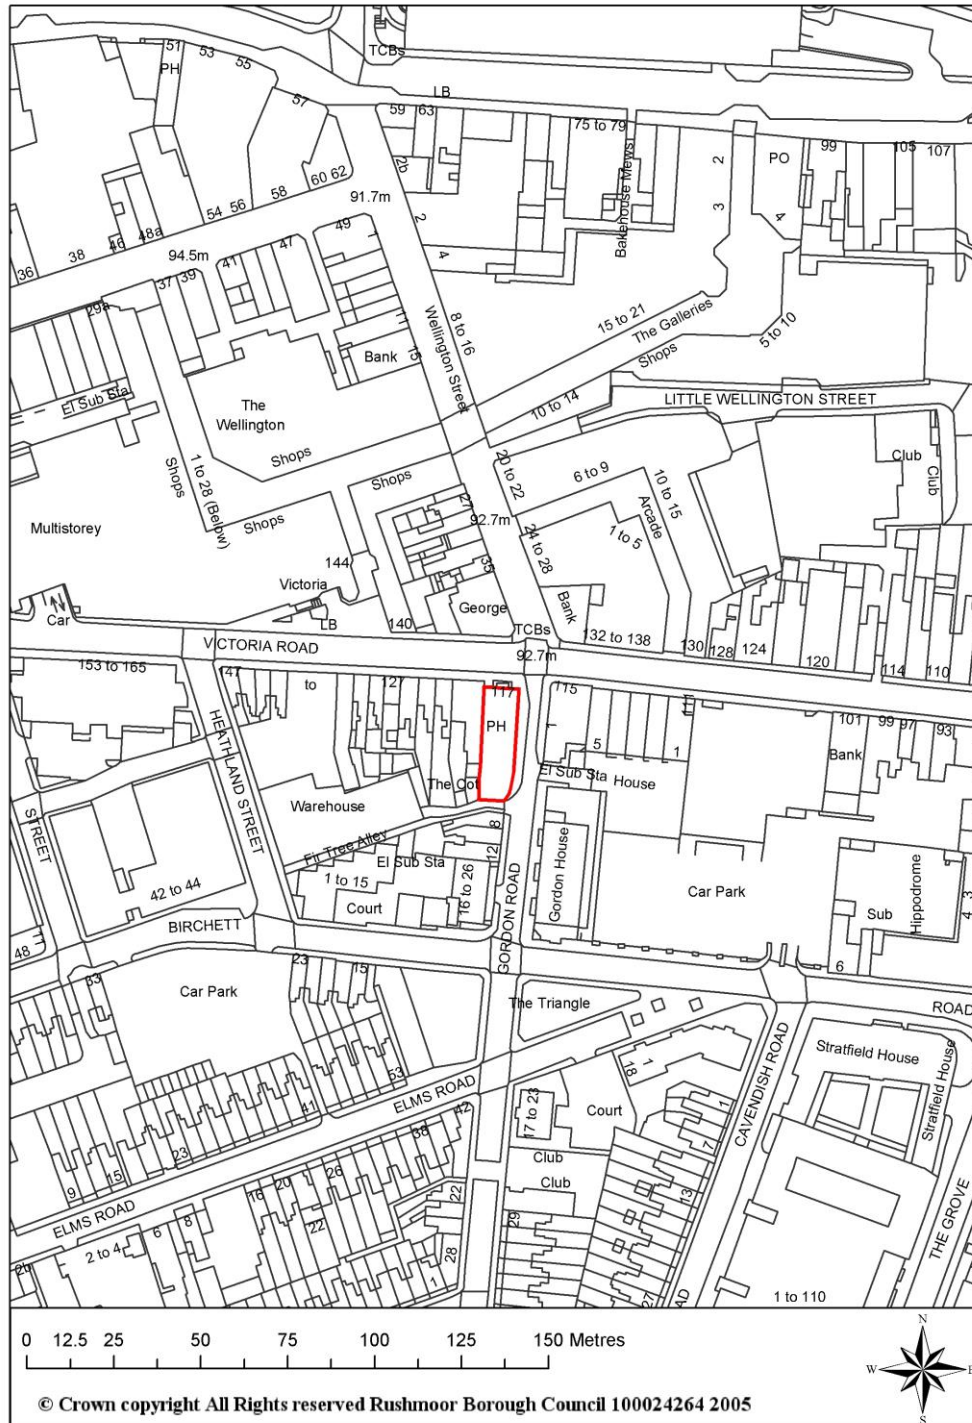 TCBs
51
53
55
PH
57
LB
59
63
75 to 79
PO
99
105
107
2b
Bakehouse Mews
2
3
4
60 62
58
54
56
91.7m
2
4
49
47
46
48a
38
36
94.5m
41
37
39
29a
11
15
Bank
Wellington Street
8 to 16
15 to 21
The Galleries
Shops
5 to 10
10 to 14
LITTLE WELLINGTON STREET
El Sub Sta
The
Wellington
Shops
Shops
1 to 28 (Below)
Shops
Shops
20 to 22
6 to 9
10 to 15
Arcade
1 to 5
Club
Club
27
92.7m
24 to 28
35
Multistorey
144
Victoria
LB
George
Bank
Car
140
TCBs
132 to 138
130
128
124
120
114
110
VICTORIA ROAD
92.7m
153 to 165
147
to
127
117
PH
115
111
5
1
101
99
97
93
Bank
HEATHLAND STREET
The Cot
El Sub Sta
House
Warehouse
Fir Tree Alley
8
12
El Sub Sta
1 to 15
Court
16 to 26
GORDON ROAD
Gordon House
Car Park
Sub
Hippodrome
3
4
STREET
42 to 44
11
48
BIRCHETT
33
23
15
Car Park
6
ROAD
The Triangle
CAVENDISH ROAD
Stratfield House
Stratfield House
18
1
53
ELMS ROAD
41
42
38
17 to 23
Court
1
7
13
Club
Club
23
15
9
26
20
16
22
22
29
28
1
ELMS ROAD
8
6
2 to 4
2b
27
AD
1 to 110
THE GROVE
0 12.5 25 50 75 100 125 150 Metres
N
W
E
S
© Crown copyright All Rights reserved Rushmoor Borough Council 100024264 2005